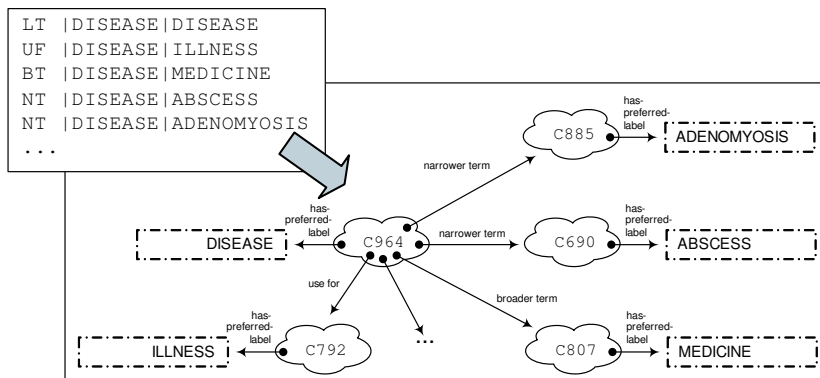 LT |DISEASE|DISEASE
UF |DISEASE|ILLNESS
BT |DISEASE|MEDICINE
NT |DISEASE|ABSCESS
NT |DISEASE|ADENOMYOSIS
...
C885
has-
preferred-
label
ADENOMYOSIS
narrower term
DISEASE
has-
preferred-
label
C964
narrower term
C690
has-
preferred-
label
ABSCESS
use for
broader term
ILLNESS
has-
preferred-
label
C792
...
C807
has-
preferred-
label
MEDICINE